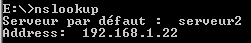 E:\>nslookup
Serveur par défaut :  serveur2
Address:  192.168.1.22